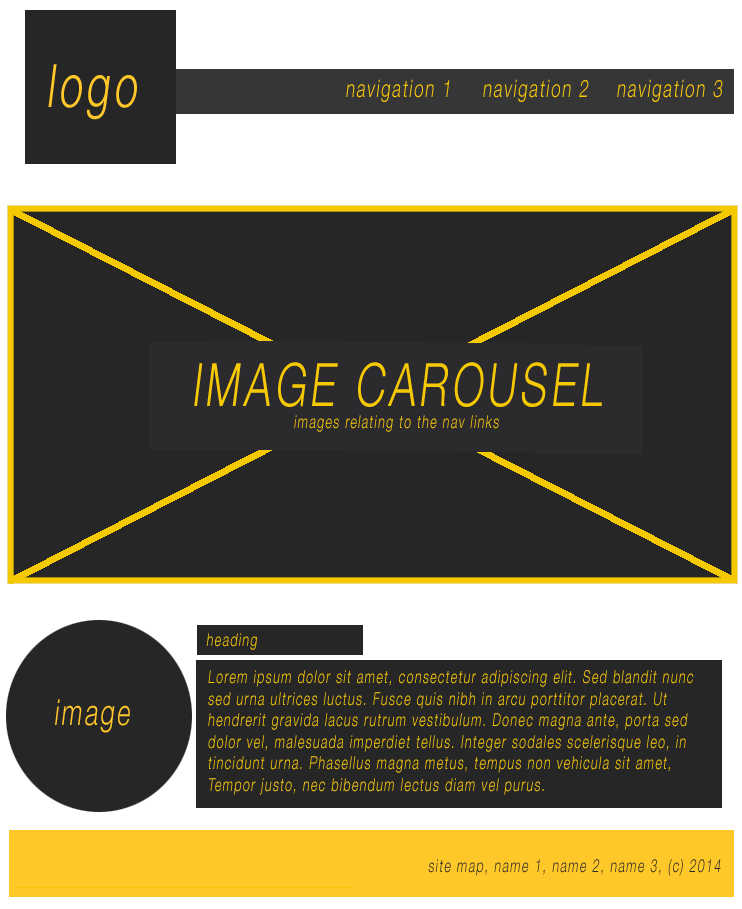 logo
navigation 1 navigation 2 navigation 3
IMAGE CAROUSEL
images relating to the nav links
image
heading
Lorem ipsum dolor sit amet, consectetur adipiscing elit. Sed blandit nunc
sed urna ultrices luctus. Fusce quis nibh in arcu porttitor placerat. Ut
hendrerit gravida lacus rutrum vestibulum. Donec magna ante, porta sed
dolor vel, malesuada imperdiet tellus. Integer sodales scelerisque leo, in
tincidunt urna. Phasellus magna metus, tempus non vehicula sit amet,
Tempor justo, nec bibendum lectus diam vel purus.
site map, name 1, name 2, name 3, (c) 2014